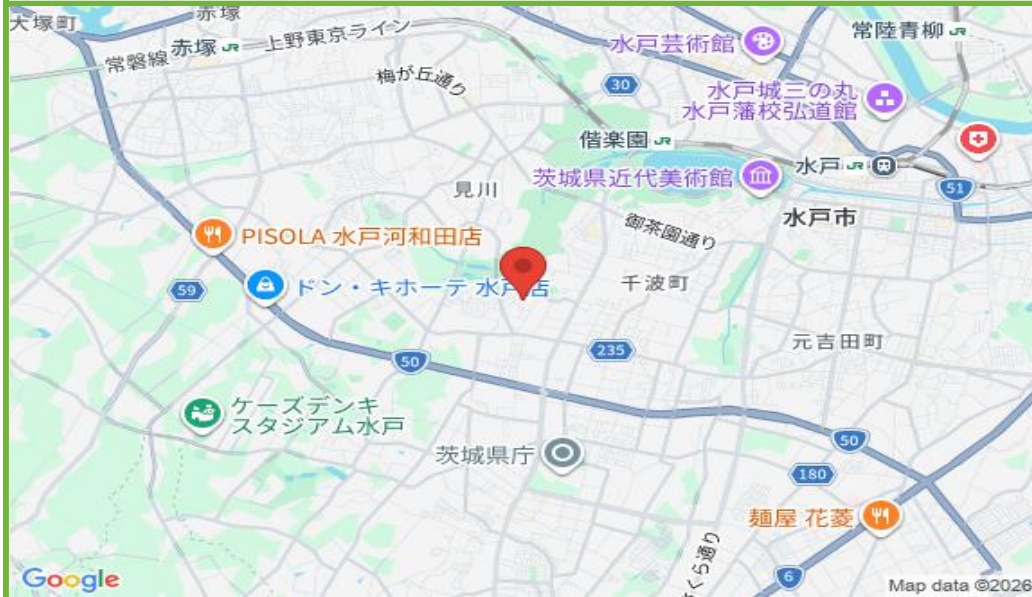 大塚町
赤塚
赤塚 JR
上野東京ライン
常磐線
梅が丘通り
水戸芸術館
常陸青柳 JR
30
水戸城三の丸
水戸藩校弘道館
偕楽園 JR
茨城県近代美術館
水戸 JR
51
見川
水戸市
御茶園通り
PISOLA 水戸河和田店
59
ドン・キホーテ 水戸店
千波町
235
元吉田町
50
ケーズデンキ
スタジアム水戸
茨城県庁
50
180
麺屋 花菱
さくら通り
6
Google
Map data ©2026